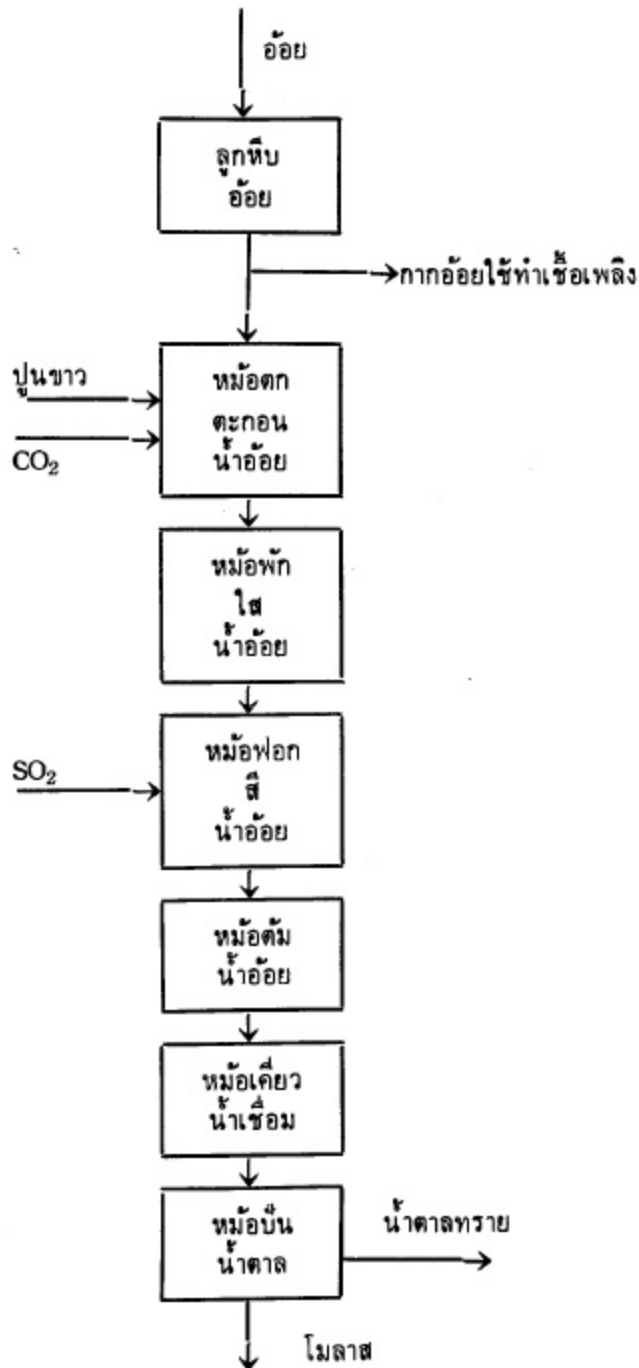 อ้อย
ลูกหีบ
อ้อย
กากอ้อยใช้ทำเชื้อเพลิง
ปูนขาว
CO₂
หม้อตก
ตะกอน
น้ำอ้อย
หม้อพัก
ใส
น้ำอ้อย
SO₂
หม้อฟอก
สี
น้ำอ้อย
หม้อต้ม
น้ำอ้อย
หม้อเคี่ยว
น้ำเชื่อม
หม้อปั่น
น้ำตาล
น้ำตาลทราย
โมลาส